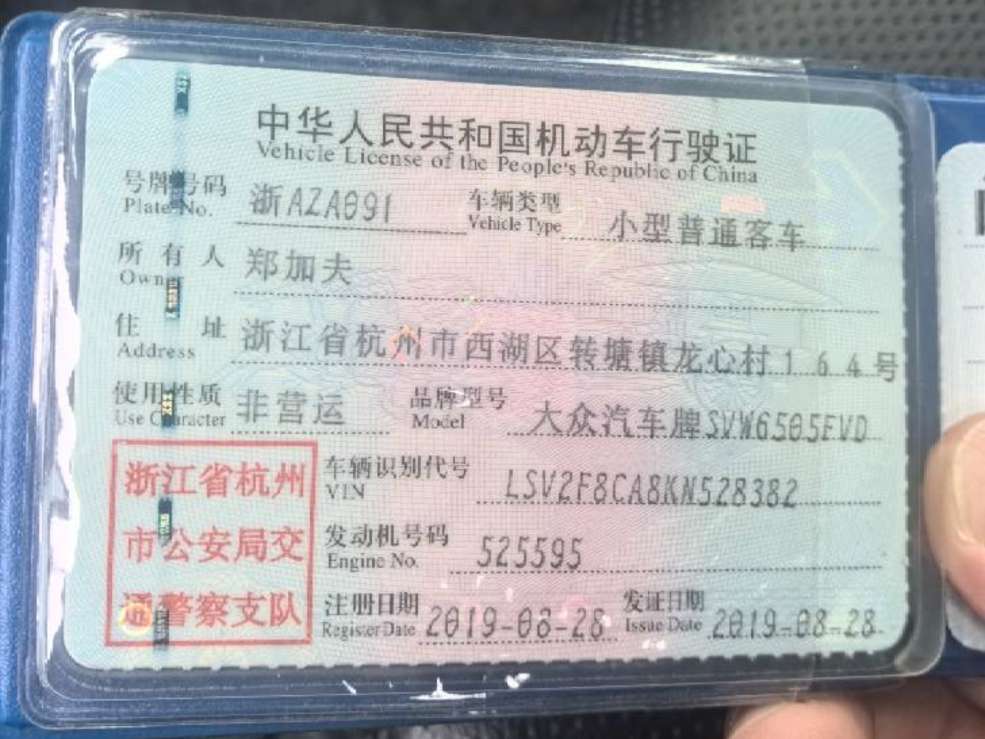 中华人民共和国机动车行驶证
Vehicle License of the People's Republic of China
号牌号码 浙AZA091 车辆类型 小型普通客车
Plate No. Vehicle Type
所有人 郑加夫
Owner
住址 浙江省杭州市西湖区转塘镇龙心村164号
Address
使用性质 非营运 品牌型号 大众汽车牌SVW6505FVD
Use Character Model
浙江省杭州
市公安局交
通警察支队
车辆识别代号 LSV2F8CA8KN528382
VIN
发动机号码 525595
Engine No.
注册日期 2019-08-28 发证日期 2019-08-28
Register Date Issue Date